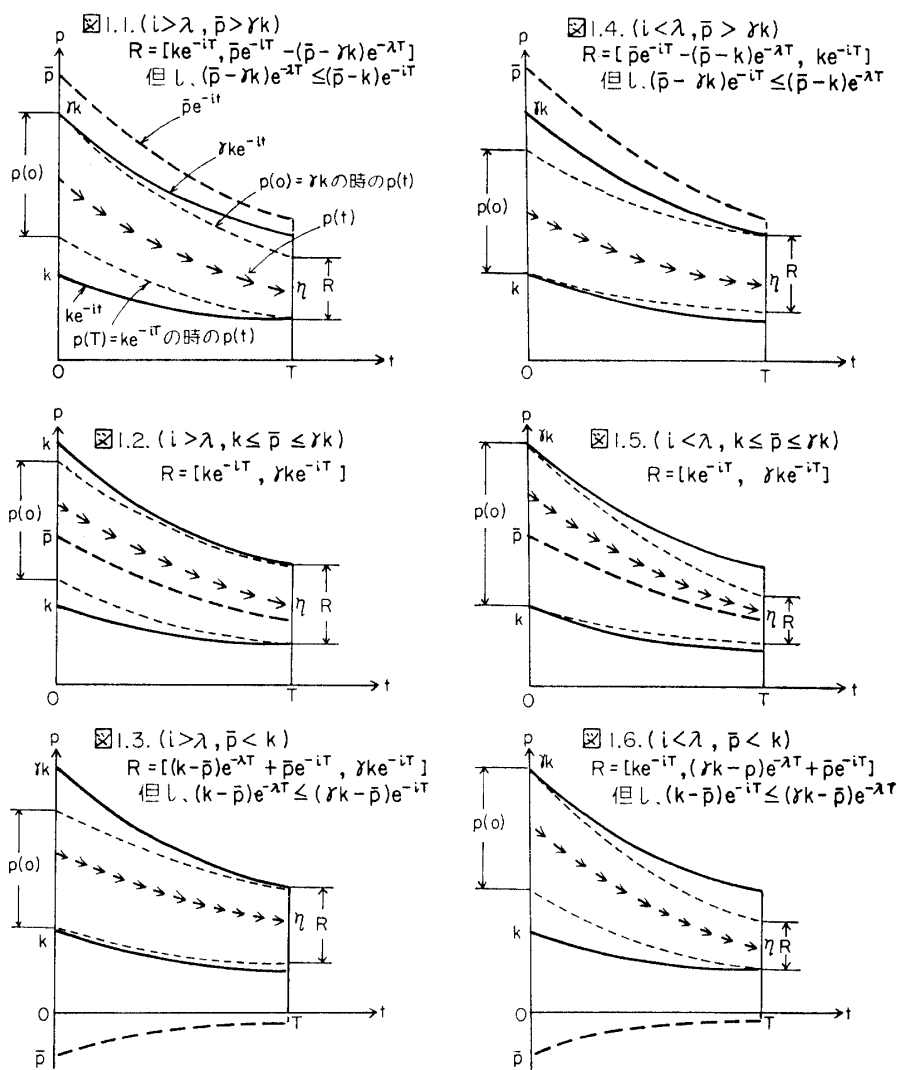 図1.1. (i>λ, p̄>γk)
R=[ke^{-iT}, p̄e^{-iT}-(p̄-γk)e^{-λT}]
但し、(p̄-γk)e^{-λT}≤(p̄-k)e^{-iT}
p
p̄
γk
p̄e^{-it}
γke^{-it}
p(o)=γkの時のp(t)
p(o)
p(t)
k
η
R
ke^{-it}
p(T)=ke^{-iT}の時のp(t)
O
T
t
図1.4. (i<λ, p̄>γk)
R=[p̄e^{-iT}-(p̄-k)e^{-λT}, ke^{-iT}]
但し、(p̄-γk)e^{-iT}≤(p̄-k)e^{-λT}
p
p̄
γk
p(o)
k
η
R
O
T
t
図1.2. (i>λ, k≤p̄≤γk)
R=[ke^{-iT}, γke^{-iT}]
p
k
p(o)
p̄
k
η
R
O
T
t
図1.5. (i<λ, k≤p̄≤γk)
R=[ke^{-iT}, γke^{-iT}]
p
γk
p(o)
p̄
k
η
R
O
T
t
図1.3. (i>λ, p̄<k)
R=[(k-p̄)e^{-λT}+p̄e^{-iT}, γke^{-iT}]
但し、(k-p̄)e^{-λT}≤(γk-p̄)e^{-iT}
p
γk
p(o)
k
η
R
O
T
t
p̄
図1.6. (i<λ, p̄<k)
R=[ke^{-iT}, (γk-p)e^{-λT}+p̄e^{-iT}]
但し、(k-p̄)e^{-iT}≤(γk-p̄)e^{-λT}
p
γk
p(o)
k
η
R
O
T
t
p̄